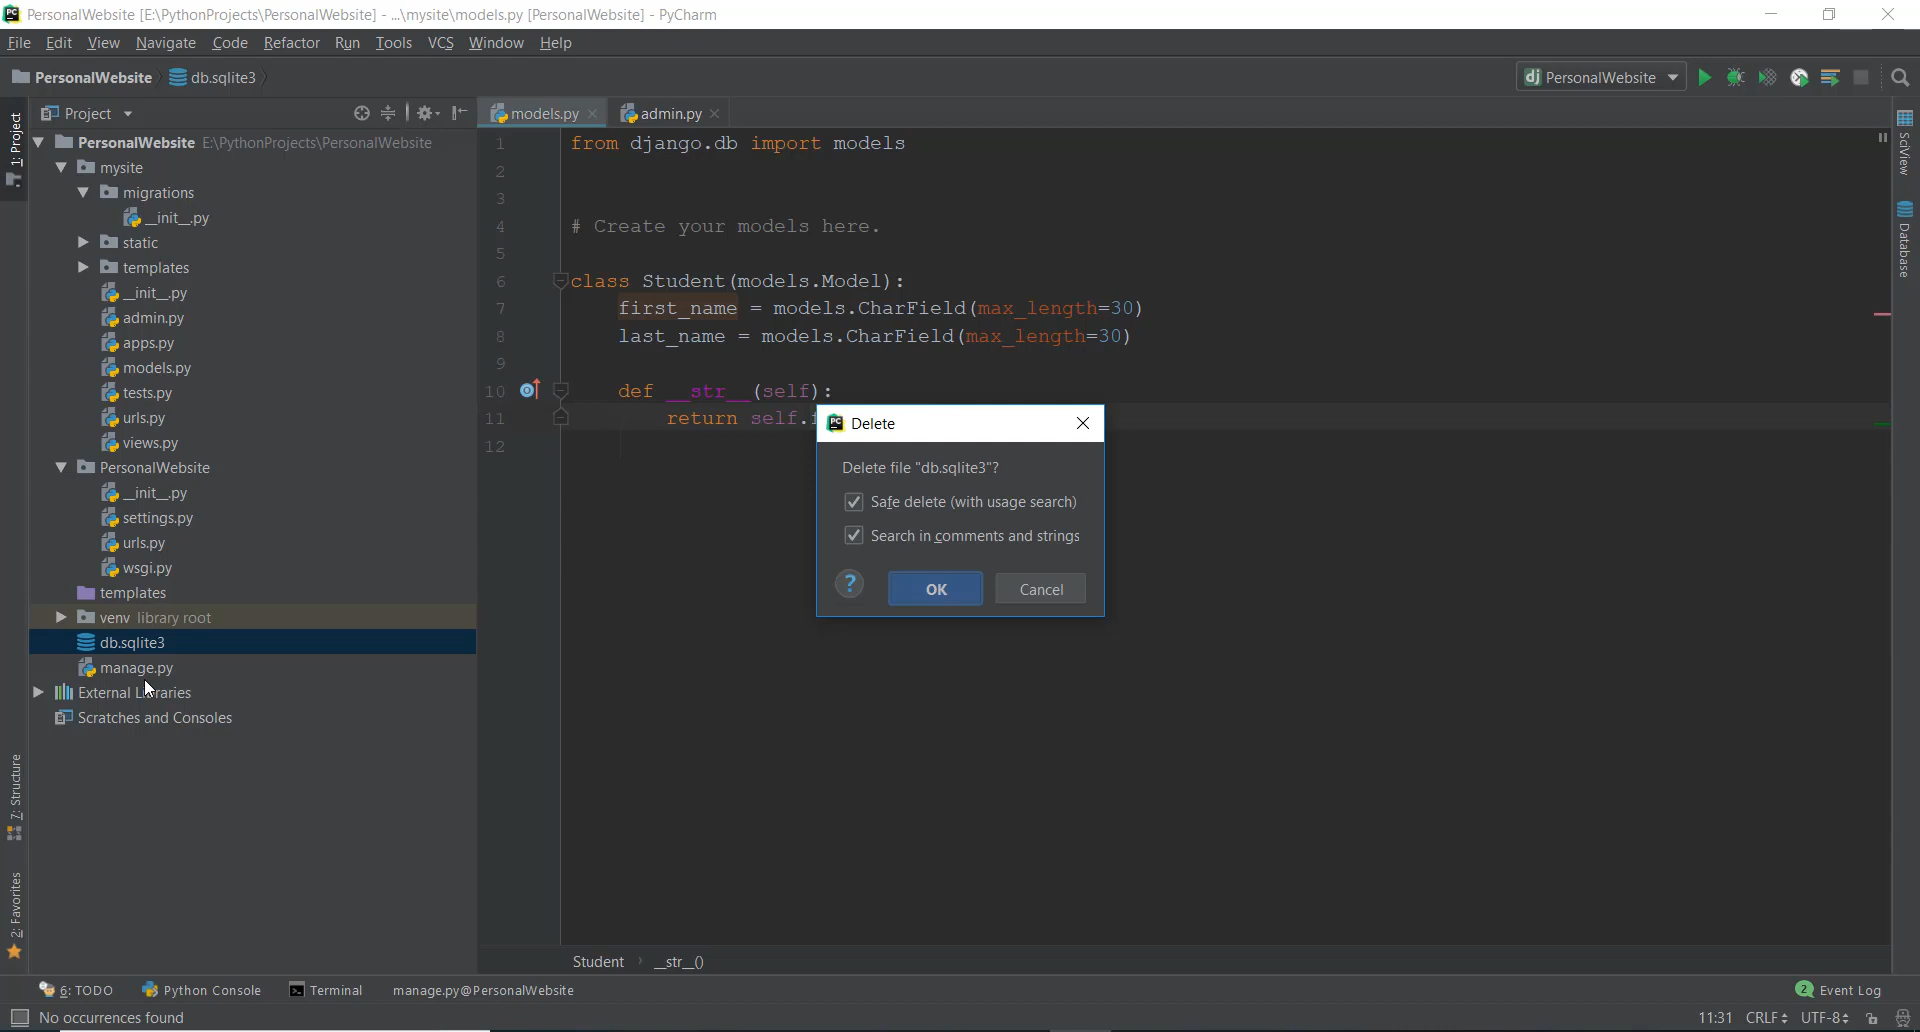 PersonalWebsite [E:\PythonProjects\PersonalWebsite] - ...\mysite\models.py [PersonalWebsite] - PyCharm
File Edit View Navigate Code Refactor Run Tools VCS Window Help
PersonalWebsite db.sqlite3
dj PersonalWebsite
1: Project
Project
models.py
admin.py
PersonalWebsite E:\PythonProjects\PersonalWebsite
mysite
migrations
__init__.py
static
templates
__init__.py
admin.py
apps.py
models.py
tests.py
urls.py
views.py
PersonalWebsite
__init__.py
settings.py
urls.py
wsgi.py
templates
venv library root
db.sqlite3
manage.py
External Libraries
Scratches and Consoles
1 from django.db import models
2
3
4 # Create your models here.
5
6 class Student(models.Model):
7 first_name = models.CharField(max_length=30)
8 last_name = models.CharField(max_length=30)
9
10 def __str__(self):
11 return self.f
12
Delete
Delete file "db.sqlite3"?
Safe delete (with usage search)
Search in comments and strings
? OK Cancel
SciView
Database
7: Structure
2: Favorites
Student __str__()
6: TODO Python Console Terminal manage.py@PersonalWebsite
2 Event Log
No occurrences found
11:31 CRLF UTF-8